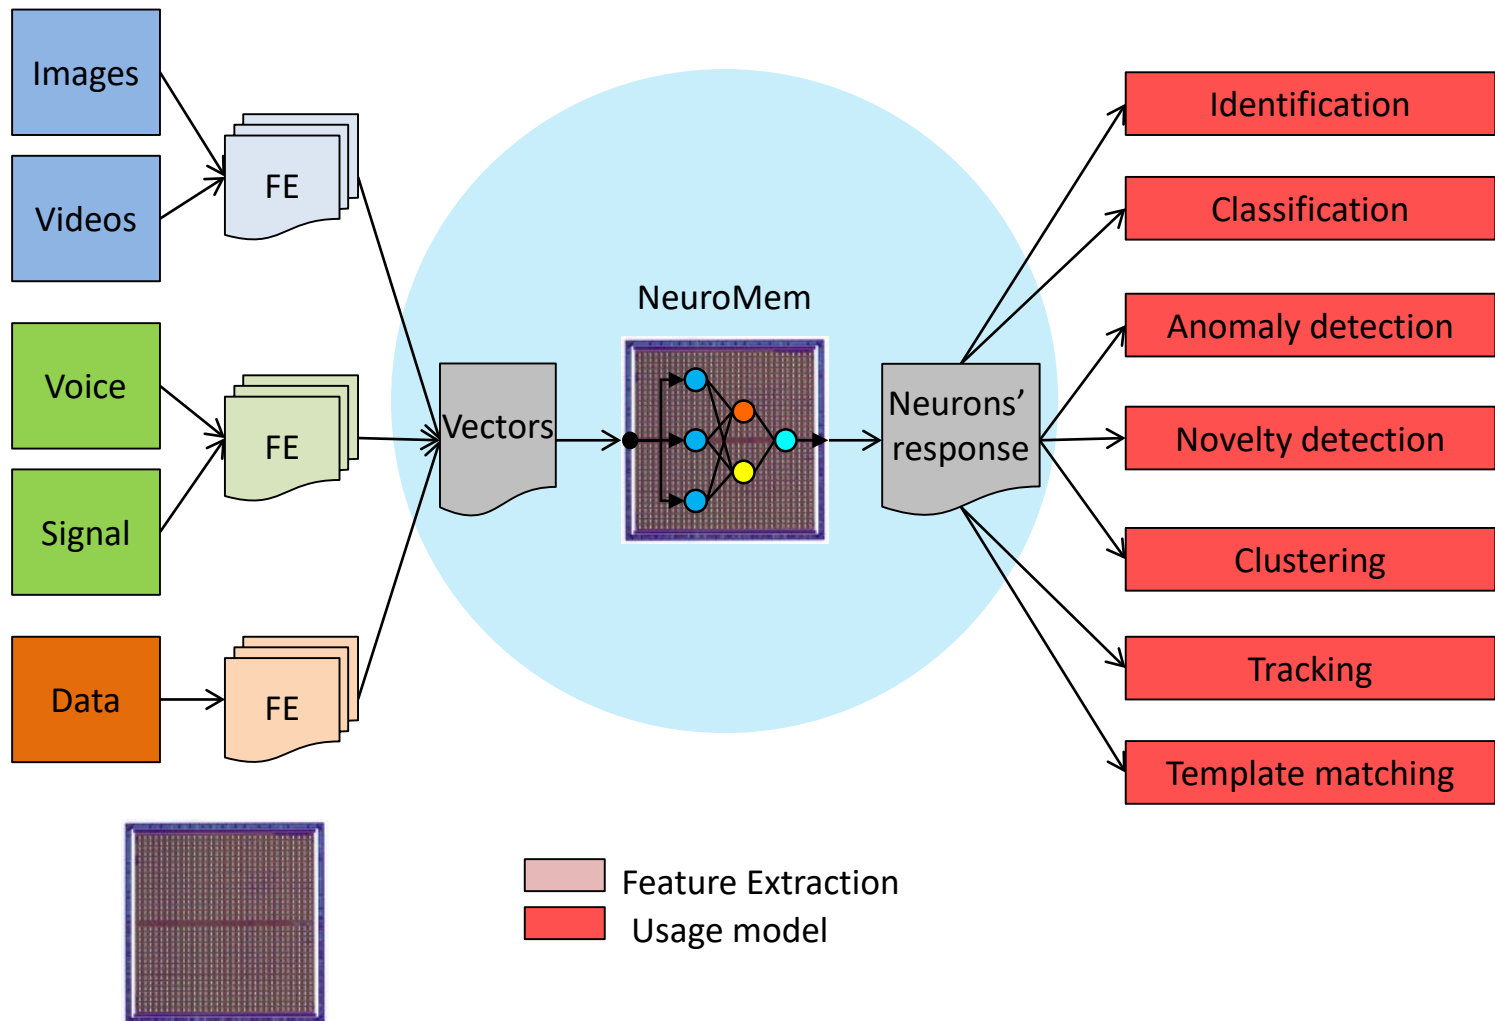 Images
Videos
FE
Voice
Signal
FE
Data
FE
Vectors
NeuroMem
Neurons’
response
Identification
Classification
Anomaly detection
Novelty detection
Clustering
Tracking
Template matching
Feature Extraction
Usage model